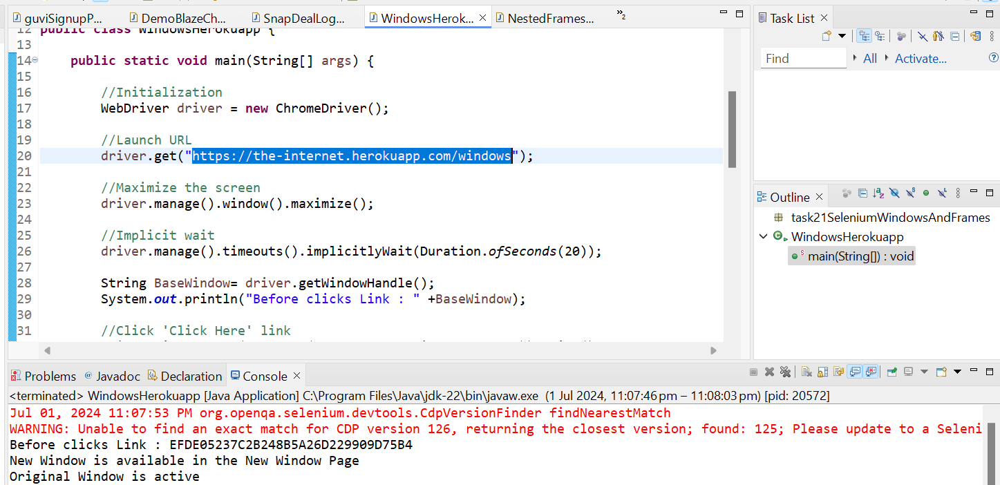 guviSignupP... DemoBlazeCh... SnapDealLog... WindowsHerok... NestedFrames... »2
12 public class WindowsHerokuapp {
13
14 public static void main(String[] args) {
15
16 //Initialization
17 WebDriver driver = new ChromeDriver();
18
19 //Launch URL
20 driver.get("https://the-internet.herokuapp.com/windows");
21
22 //Maximize the screen
23 driver.manage().window().maximize();
24
25 //Implicit wait
26 driver.manage().timeouts().implicitlyWait(Duration.ofSeconds(20));
27
28 String BaseWindow= driver.getWindowHandle();
29 System.out.println("Before clicks Link : " +BaseWindow);
30
31 //Click 'Click Here' link
Task List
Find All Activate...
Outline
task21SeleniumWindowsAndFrames
WindowsHerokuapp
main(String[]) : void
Problems @ Javadoc Declaration Console
<terminated> WindowsHerokuapp [Java Application] C:\Program Files\Java\jdk-22\bin\javaw.exe (1 Jul 2024, 11:07:46 pm – 11:08:03 pm) [pid: 20572]
Jul 01, 2024 11:07:53 PM org.openqa.selenium.devtools.CdpVersionFinder findNearestMatch
WARNING: Unable to find an exact match for CDP version 126, returning the closest version; found: 125; Please update to a Seleni
Before clicks Link : EFDE05237C2B248B5A26D229909D75B4
New Window is available in the New Window Page
Original Window is active